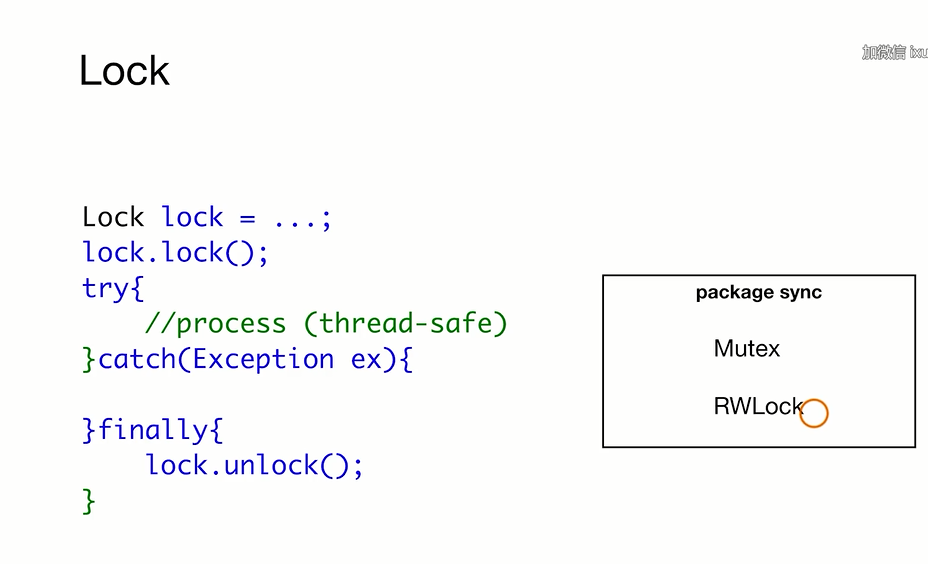 Lock
加微信 ixu
Lock lock = ...;
lock.lock();
try{
    //process (thread-safe)
}catch(Exception ex){
}finally{
    lock.unlock();
}
package sync
Mutex
RWLock